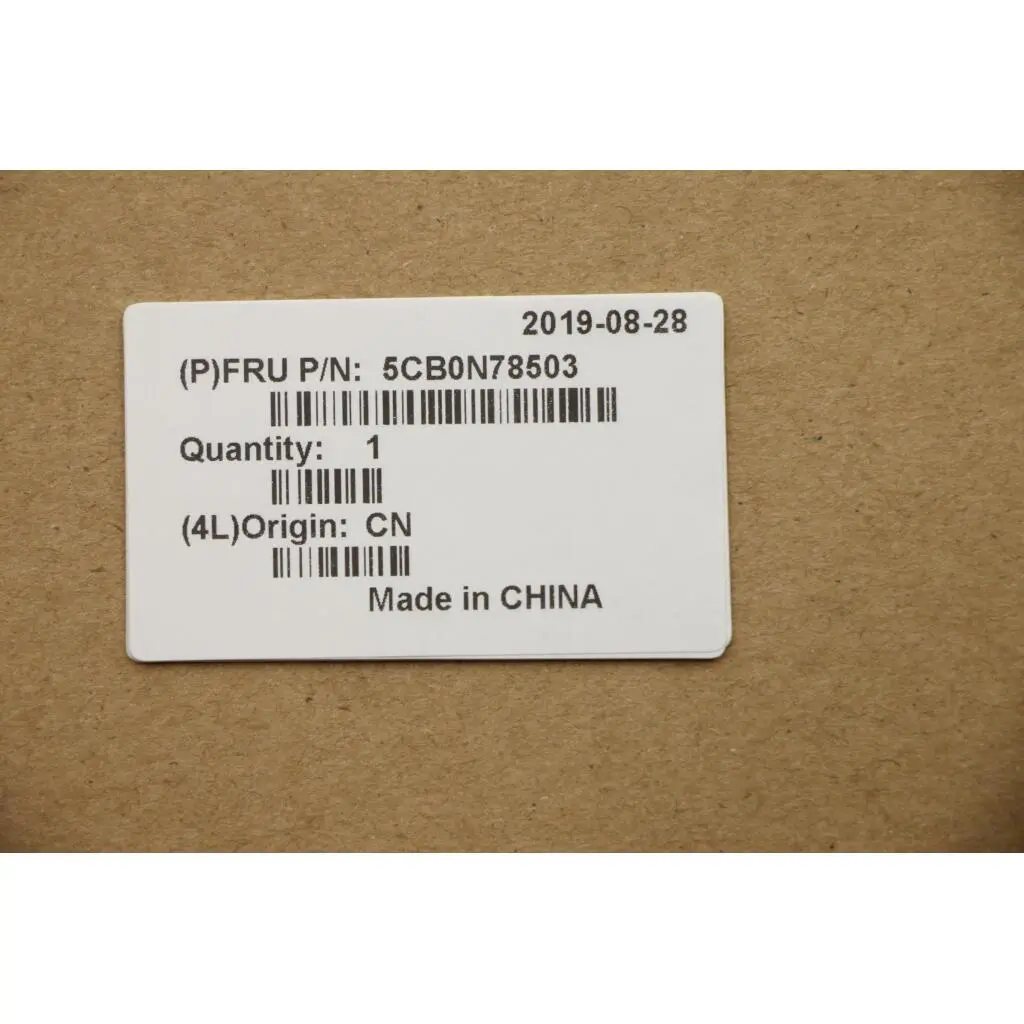 2019-08-28
(P)FRU P/N: 5CB0N78503
Quantity: 1
(4L)Origin: CN
Made in CHINA